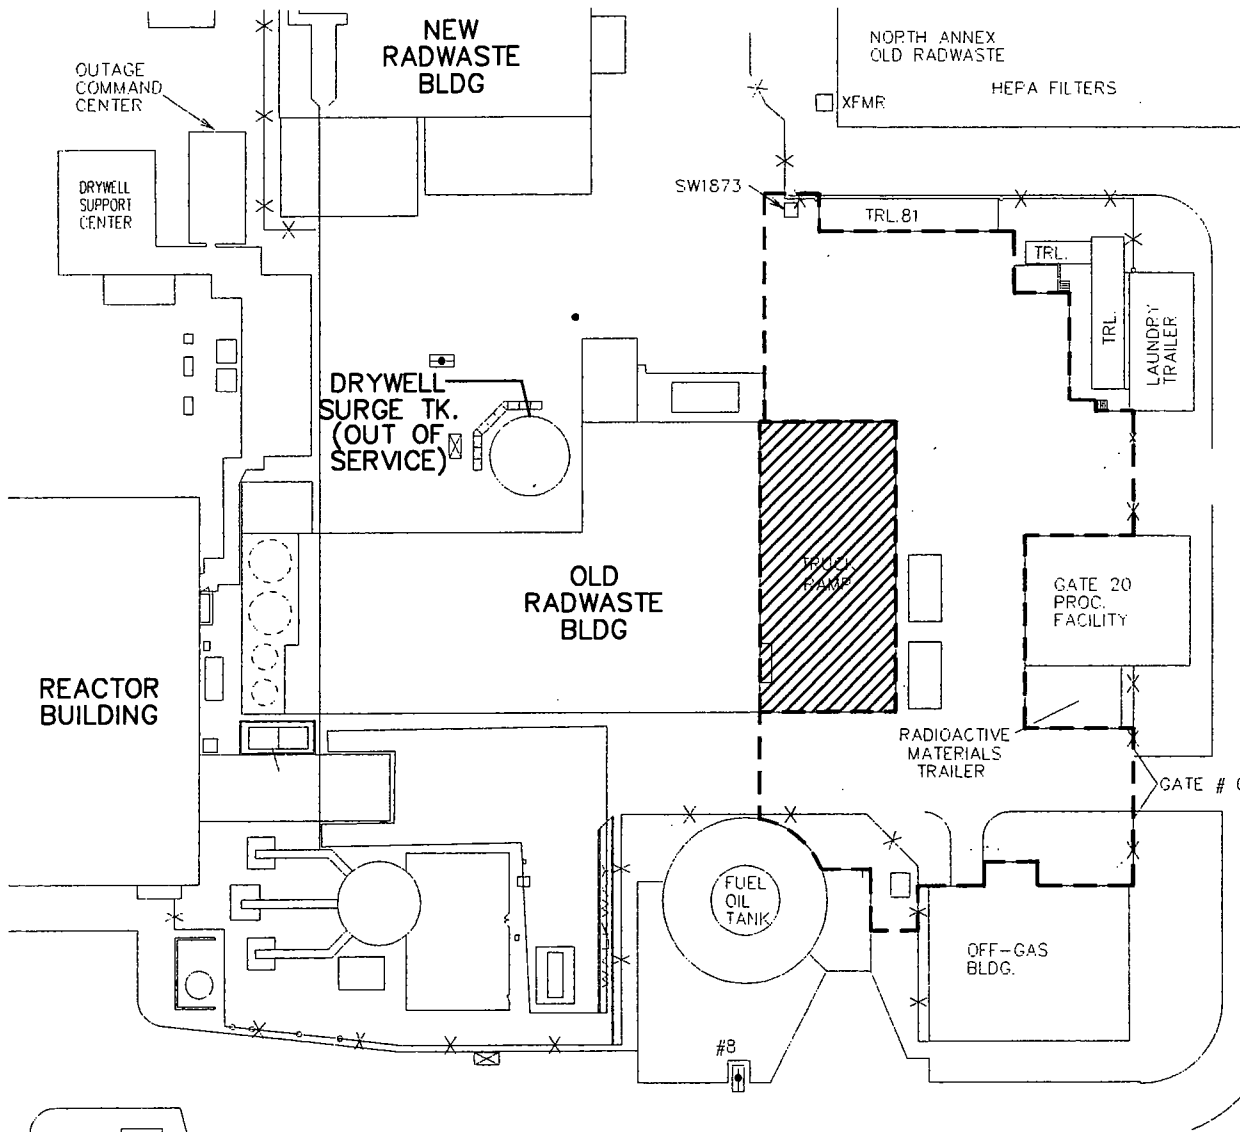 NEW
RADWASTE
BLDG
NORTH ANNEX
OLD RADWASTE
HEPA FILTERS
XFMR
OUTAGE
COMMAND
CENTER
DRYWELL
SUPPORT
CENTER
SW1873
TRL.81
TRL.
TRL.
LAUNDRY
TRAILER
DRYWELL
SURGE TK.
(OUT OF
SERVICE)
OLD
RADWASTE
BLDG
TRUCK
RAMP
GATE 20
PROC.
FACILITY
REACTOR
BUILDING
RADIOACTIVE
MATERIALS
TRAILER
GATE #
FUEL
OIL
TANK
OFF-GAS
BLDG.
#8